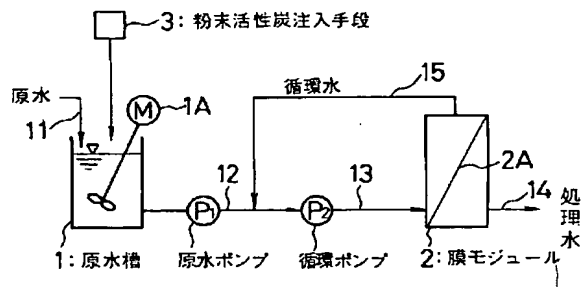 3: 粉末活性炭注入手段
原水
11
M
1A
循環水
15
2A
12
13
14
処理水
P1
P2
1: 原水槽
原水ポンプ
循環ポンプ
2: 膜モジュール